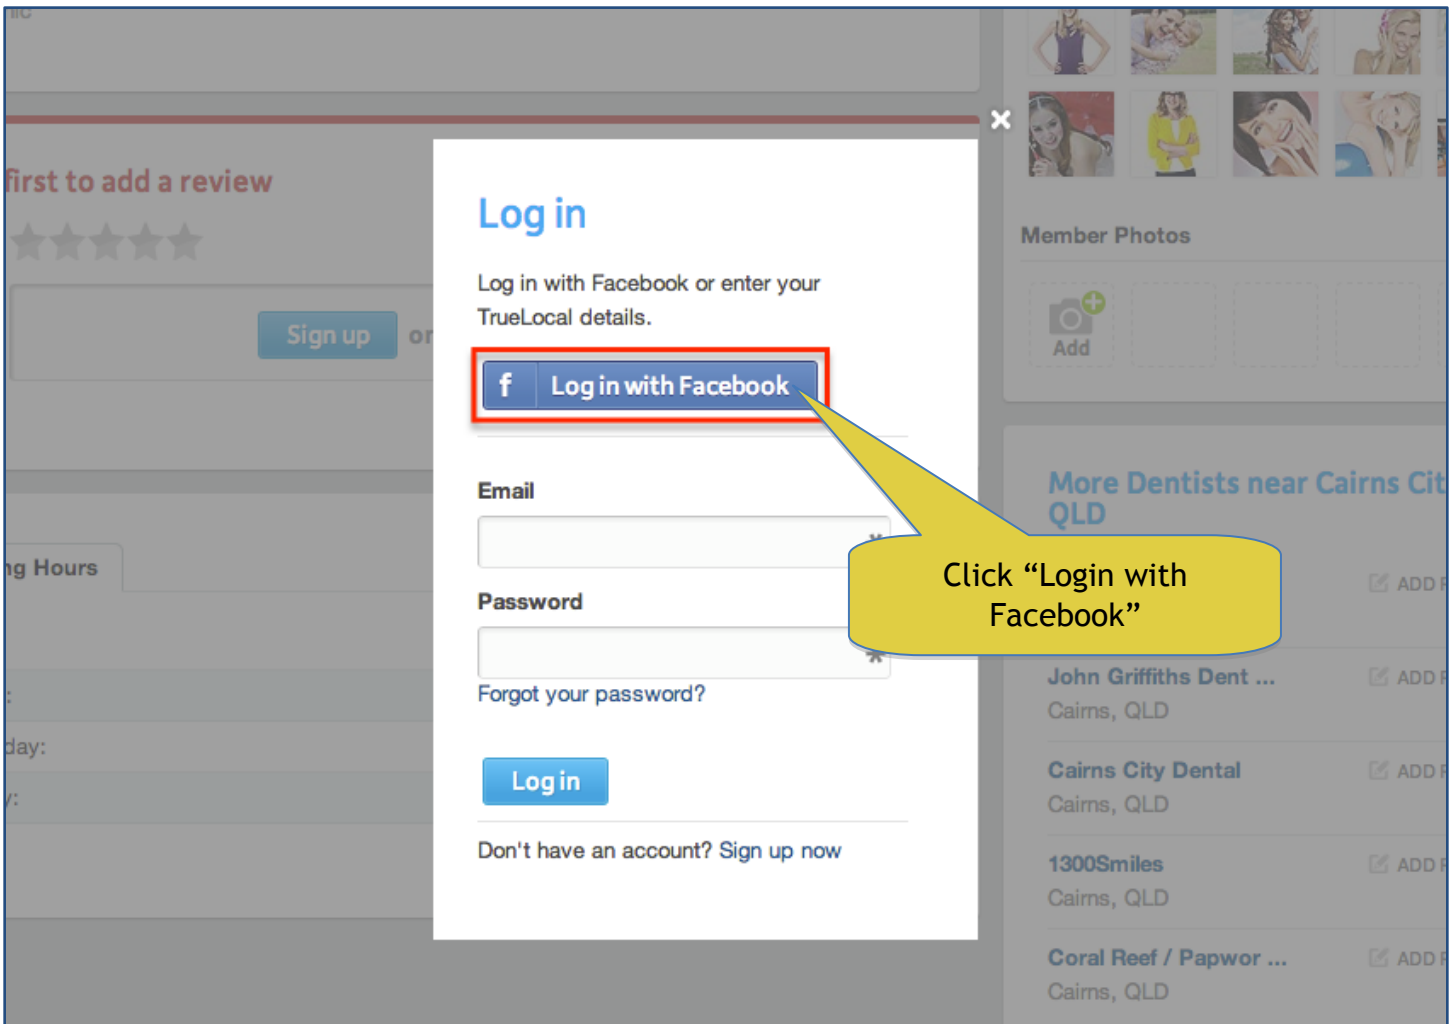 first to add a review
Sign up or
ng Hours
day:
Log in
Log in with Facebook or enter your
TrueLocal details.
f Log in with Facebook
Email
*
Password
*
Forgot your password?
Log in
Don't have an account? Sign up now
Click “Login with
Facebook”
Member Photos
Add
More Dentists near Cairns Cit
QLD
ADD
John Griffiths Dent ... ADD
Cairns, QLD
Cairns City Dental ADD
Cairns, QLD
1300Smiles ADD
Cairns, QLD
Coral Reef / Papwor ... ADD
Cairns, QLD